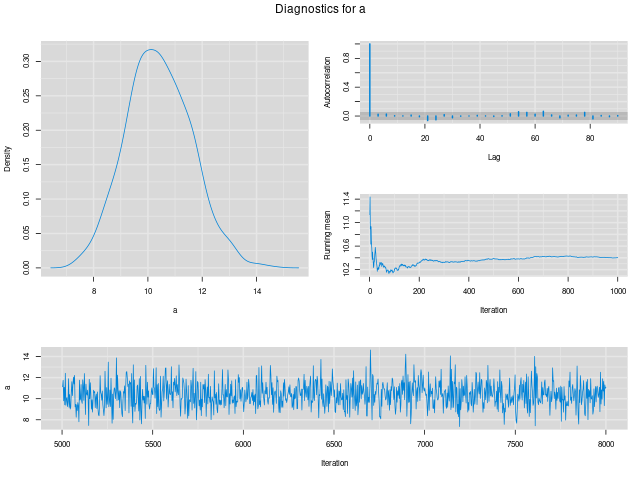 Diagnostics for a
Density
0.00 0.05 0.10 0.15 0.20 0.25 0.30
8 10 12 14
a
Autocorrelation
0.0 0.4 0.8
0 20 40 60 80
Lag
Running mean
10.2 10.6 11.0 11.4
0 200 400 600 800 1000
Iteration
a
8 10 12 14
5000 5500 6000 6500 7000 7500 8000
Iteration